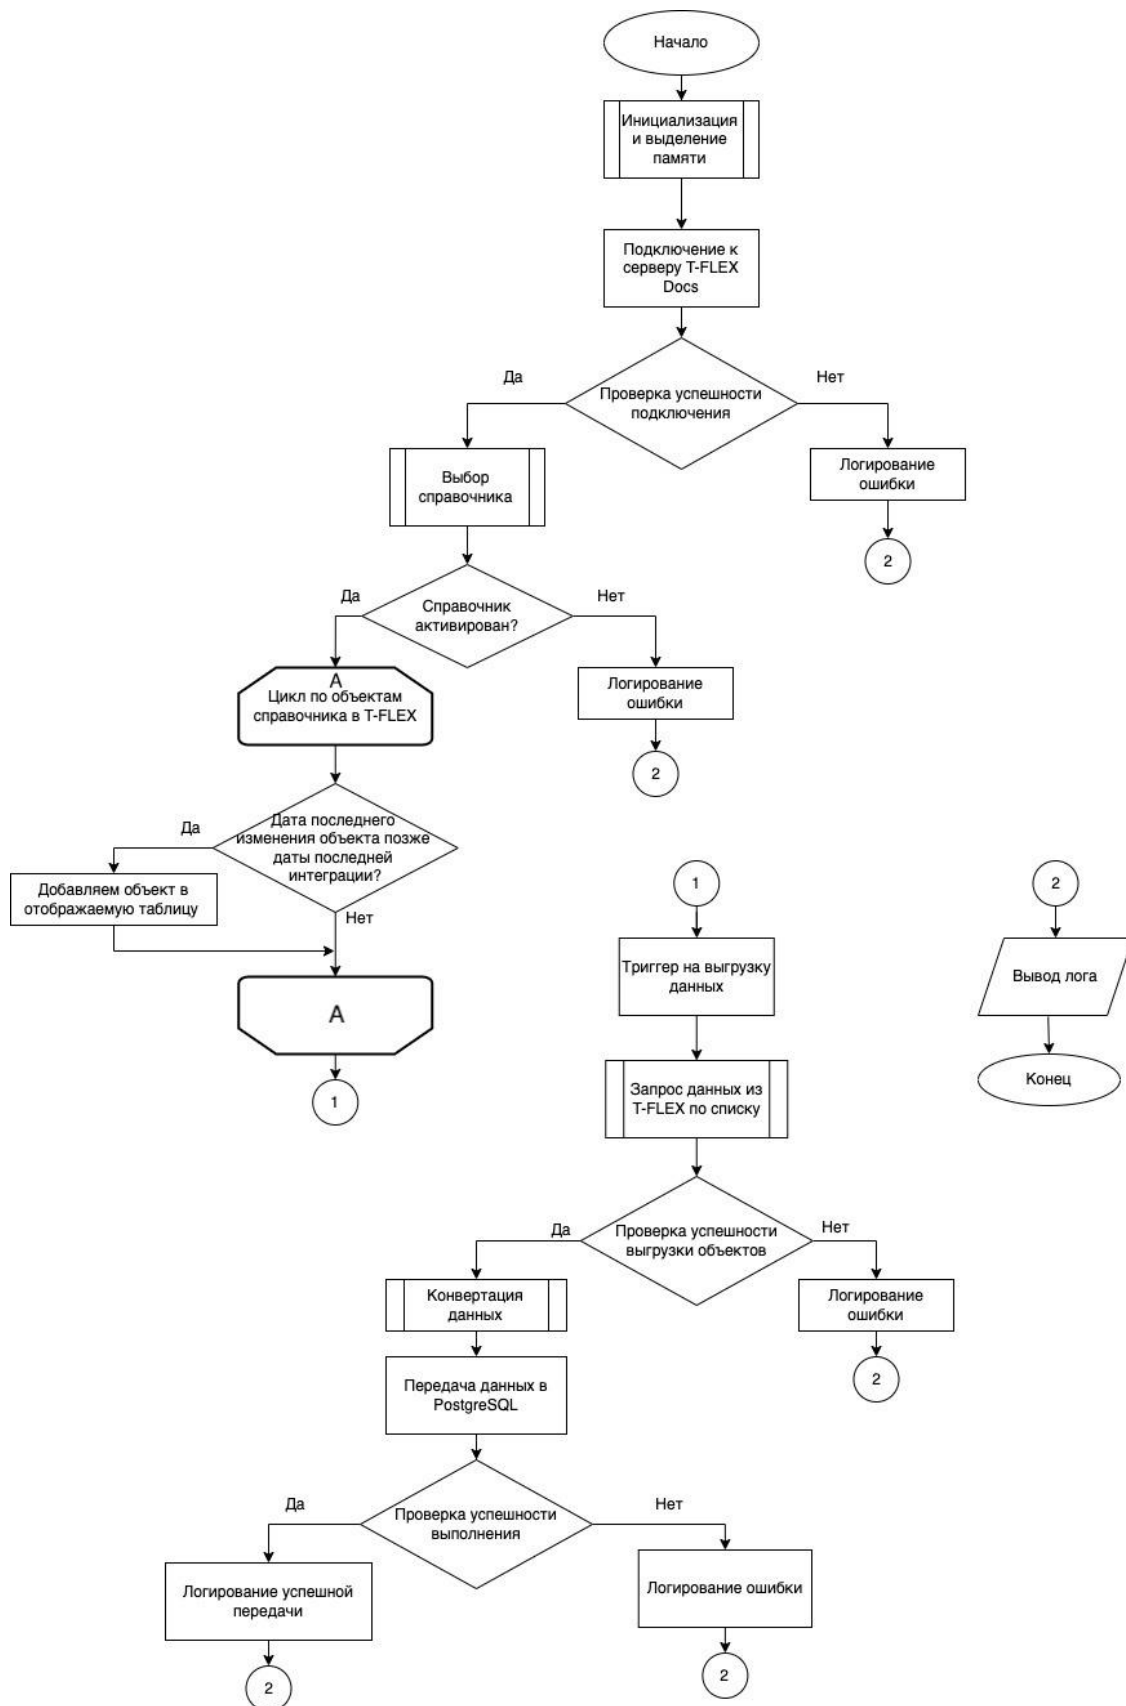 Начало
Инициализация
и выделение
памяти
Подключение к
серверу T-FLEX
Docs
Да
Нет
Проверка успешности
подключения
Выбор
справочника
Логирование
ошибки
2
Да
Нет
Справочник
активирован?
A
Цикл по объектам
справочника в T-FLEX
Логирование
ошибки
2
Да
Дата последнего
изменения объекта позже
даты последней
интеграции?
Добавляем объект в
отображаемую таблицу
Нет
A
1
1
Триггер на выгрузку
данных
Запрос данных из
T-FLEX по списку
Да
Нет
Проверка успешности
выгрузки объектов
Конвертация
данных
Логирование
ошибки
2
Передача данных в
PostgreSQL
Да
Нет
Проверка успешности
выполнения
Логирование успешной
передачи
Логирование ошибки
2
2
2
Вывод лога
Конец